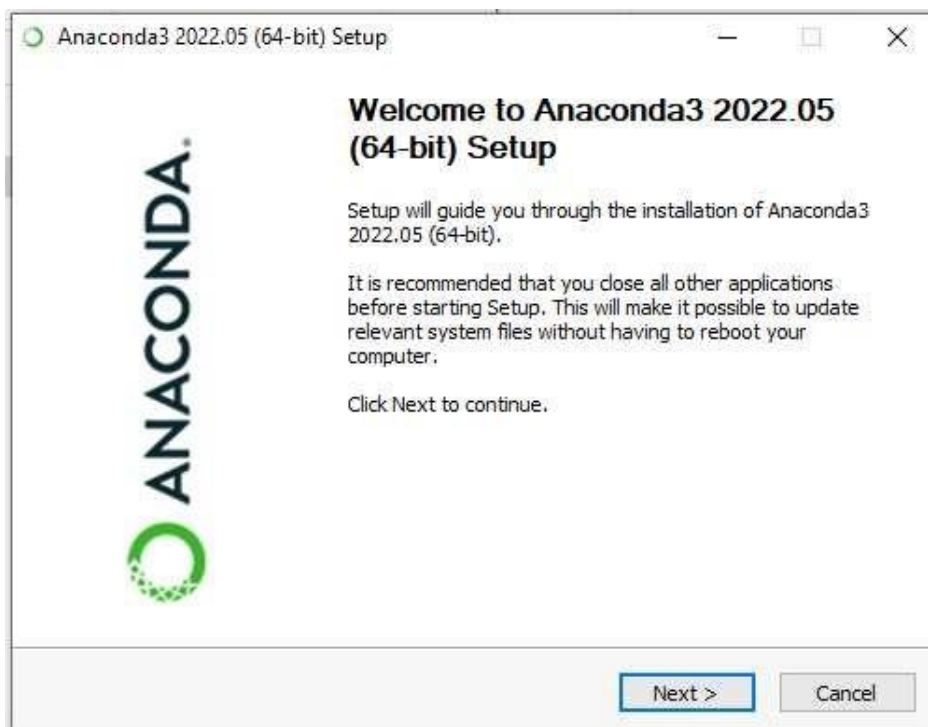 Anaconda3 2022.05 (64-bit) Setup
Welcome to Anaconda3 2022.05
(64-bit) Setup
Setup will guide you through the installation of Anaconda3
2022.05 (64-bit).
It is recommended that you close all other applications
before starting Setup. This will make it possible to update
relevant system files without having to reboot your
computer.
Click Next to continue.
ANACONDA.
Next >
Cancel